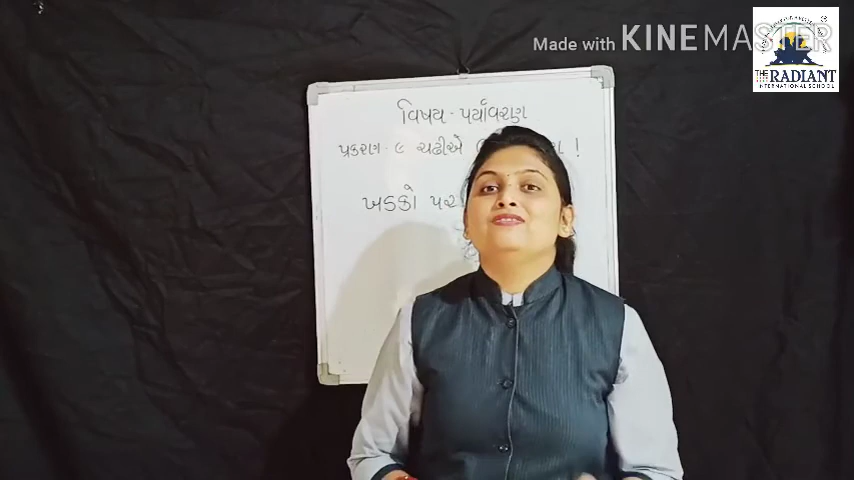 Made with KINEMASTER
THE RADIANT
INTERNATIONAL SCHOOL
વિષય - પર્યાવરણ
પ્રકરણ - ૯ ચઢીએ !
ખડકો પર